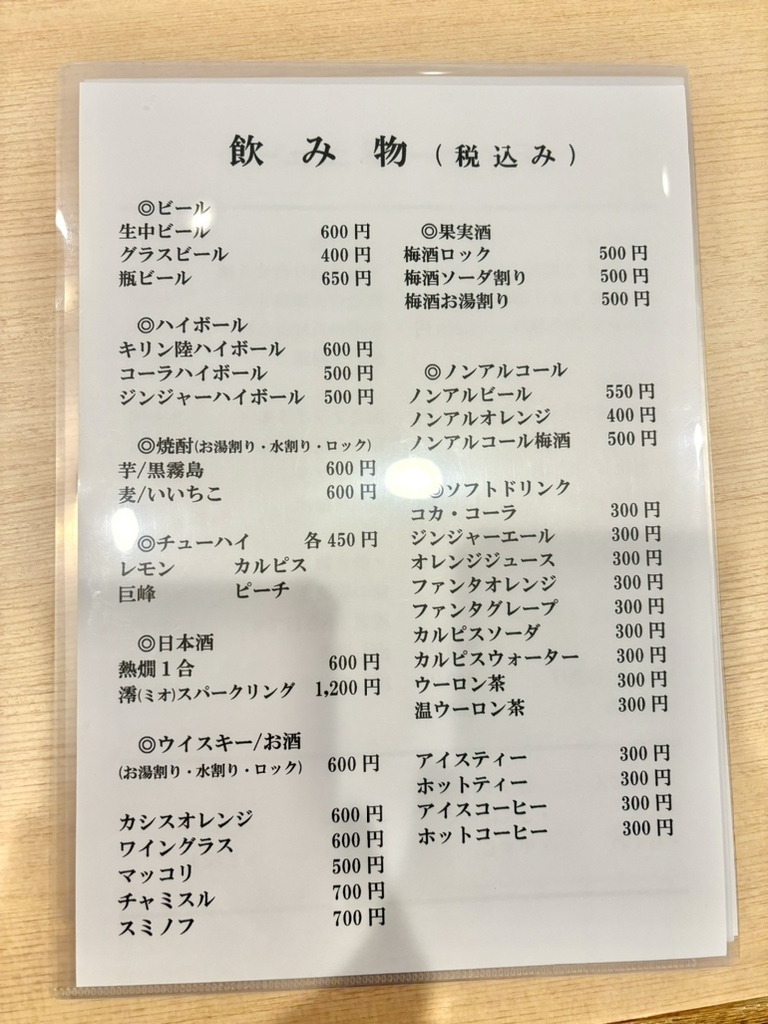 飲み物(税込み)
◎ビール
生中ビール 600円
グラスビール 400円
瓶ビール 650円
◎ハイボール
キリン陸ハイボール 600円
コーラハイボール 500円
ジンジャーハイボール 500円
◎焼酎(お湯割り・水割り・ロック)
芋/黒霧島 600円
麦/いいちこ 600円
◎チューハイ 各450円
レモン カルピス
巨峰 ピーチ
◎日本酒
熱燗1合 600円
澪(ミオ)スパークリング 1,200円
◎ウイスキー/お酒
(お湯割り・水割り・ロック) 600円
カシスオレンジ 600円
ワイングラス 600円
マッコリ 500円
チャミスル 700円
スミノフ 700円
◎果実酒
梅酒ロック 500円
梅酒ソーダ割り 500円
梅酒お湯割り 500円
◎ノンアルコール
ノンアルビール 550円
ノンアルオレンジ 400円
ノンアルコール梅酒 500円
◎ソフトドリンク
コカ・コーラ 300円
ジンジャーエール 300円
オレンジジュース 300円
ファンタオレンジ 300円
ファンタグレープ 300円
カルピスソーダ 300円
カルピスウォーター 300円
ウーロン茶 300円
温ウーロン茶 300円
アイスティー 300円
ホットティー 300円
アイスコーヒー 300円
ホットコーヒー 300円